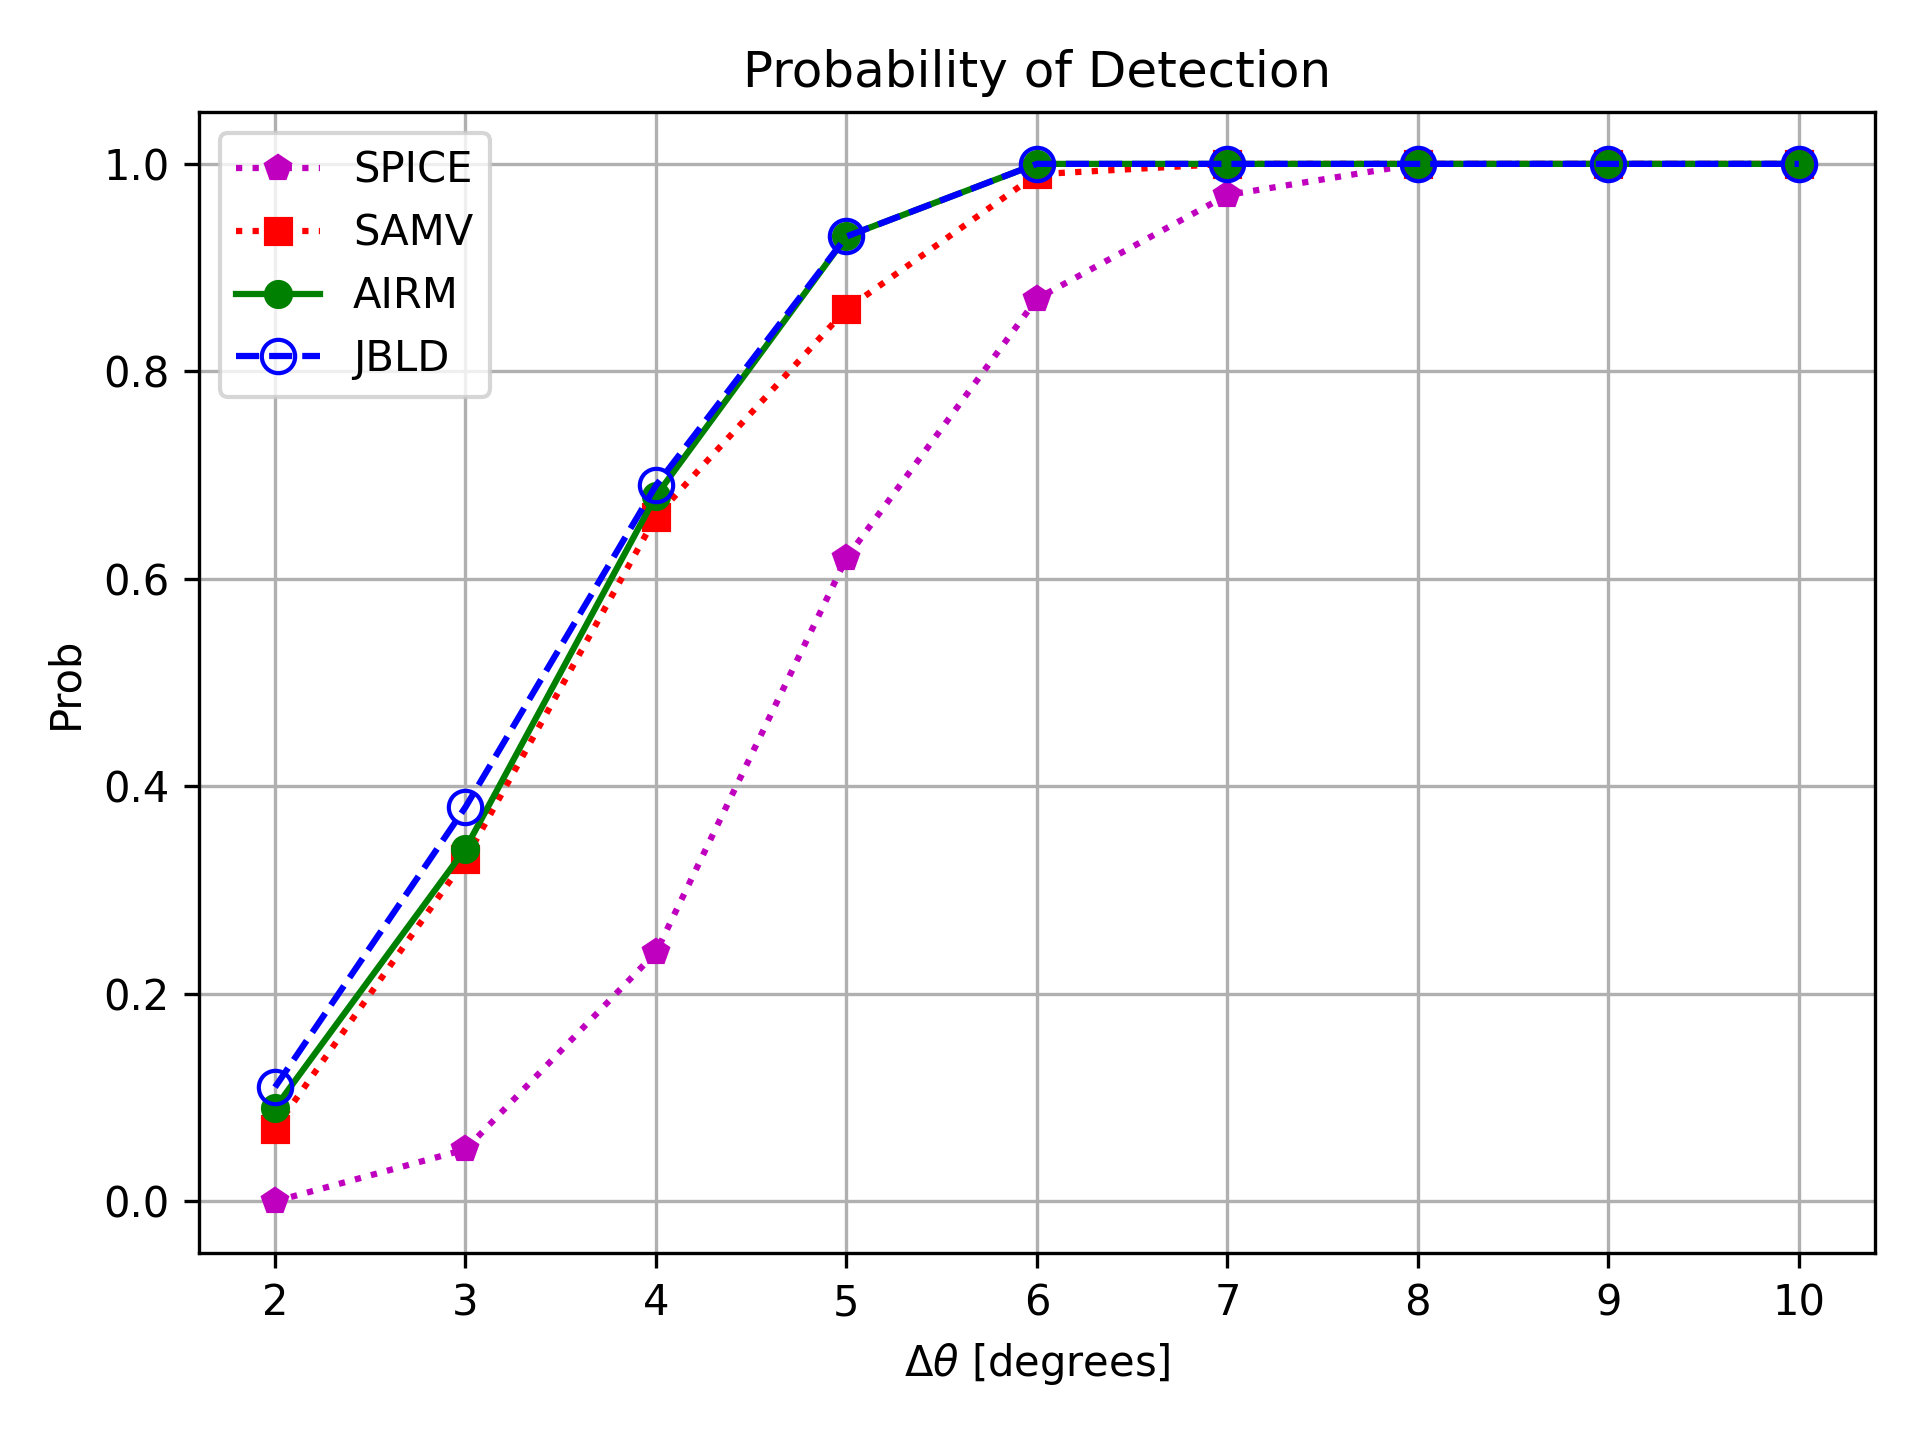 Probability of Detection
SPICE
SAMV
AIRM
JBLD
1.0
0.8
0.6
0.4
0.2
0.0
Prob
2 3 4 5 6 7 8 9 10
Δθ [degrees]